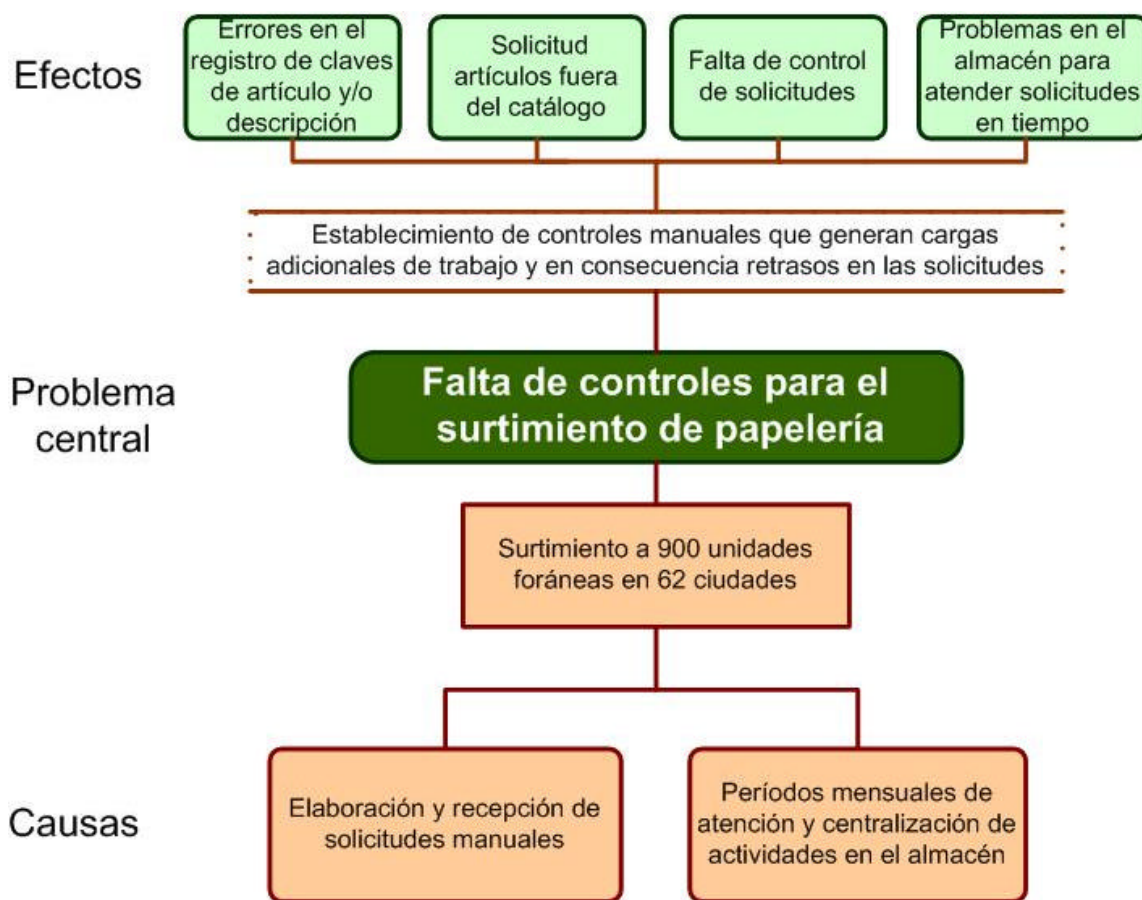 Efectos
Errores en el
registro de claves
de artículo y/o
descripción
Solicitud
artículos fuera
del catálogo
Falta de control
de solicitudes
Problemas en el
almacén para
atender solicitudes
en tiempo
Establecimiento de controles manuales que generan cargas
adicionales de trabajo y en consecuencia retrasos en las solicitudes
Problema
central
Falta de controles para el
surtimiento de papelería
Surtimiento a 900 unidades
foráneas en 62 ciudades
Causas
Elaboración y recepción de
solicitudes manuales
Períodos mensuales de
atención y centralización de
actividades en el almacén